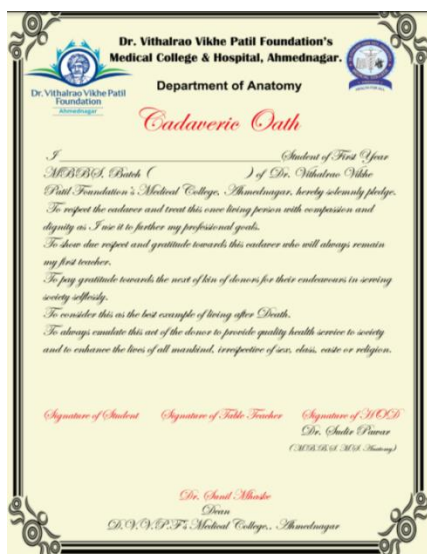 Dr. Vithalrao Vikhe Patil Foundation's
Medical College & Hospital, Ahmednagar.
Dr. Vithalrao Vikhe Patil
Foundation
Ahmednagar
Department of Anatomy
Cadaveric Oath
I ______________________________ Student of First Year
M.B.B.S. Batch (                    ) of Dr. Vithalrao Vikhe
Patil Foundation's Medical College, Ahmednagar, hereby solemnly pledge.
To respect the cadaver and treat this once living person with compassion and
dignity as I use it to further my professional goals.
To show due respect and gratitude towards this cadaver who will always remain
my first teacher.
To pay gratitude towards the next of kin of donors for their endeavours in serving
society selflessly.
To consider this as the best example of living after Death.
To always emulate this act of the donor to provide quality health service to society
and to enhance the lives of all mankind, irrespective of sex, class, caste or religion.
Signature of Student Signature of Table Teacher Signature of HOD
Dr. Sudir Pawar
(M.B.B.S. M.S. Anatomy)
Dr. Sunil Mhaske
Dean
D.V.V.P.F's Medical College,. Ahmednagar